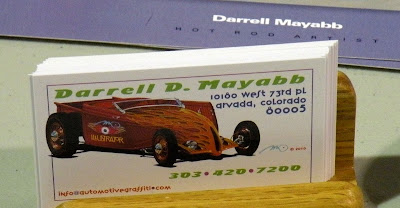 Darrell Mayabb
HOT ROD ARTIST
Darrell D. Mayabb
10180 West 73rd pl
arvada, colorado
80005
303•420•7200
info@automotivegraffiti•com